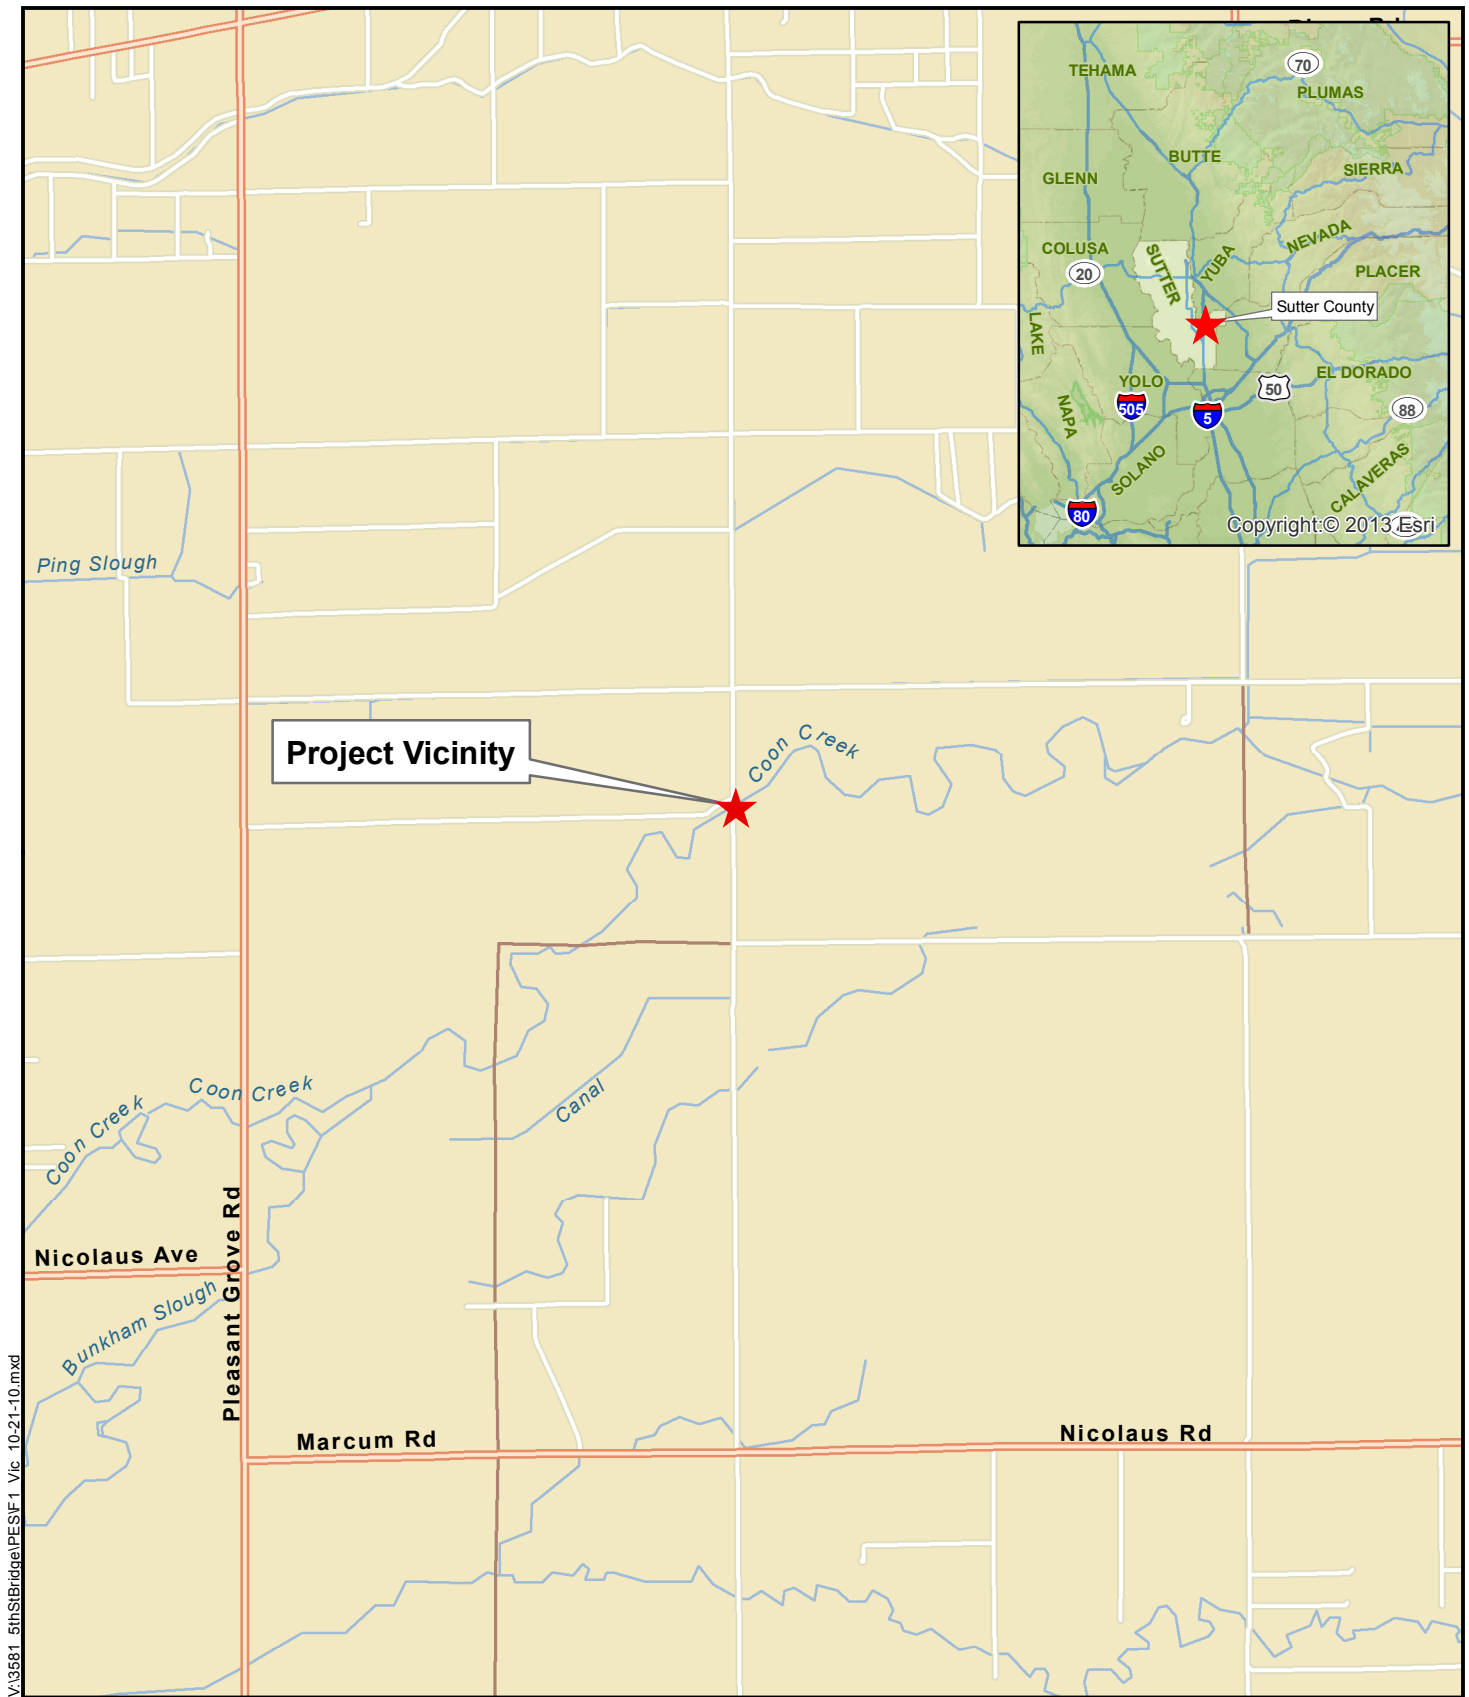 TEHAMA
70
PLUMAS
BUTTE
SIERRA
GLENN
NEVADA
COLUSA
SUTTER
YUBA
PLACER
20
Sutter County
LAKE
EL DORADO
YOLO
50
505
5
88
NAPA
SOLANO
CALAVERAS
80
Copyright:© 2013 Esri
Ping Slough
Project Vicinity
Coon Creek
Coon Creek
Coon Creek
Canal
Pleasant Grove Rd
Nicolaus Ave
Bunkham Slough
Marcum Rd
Nicolaus Rd
V:\3581_5thStBridge\PES\F1_Vic_10-21-10.mxd